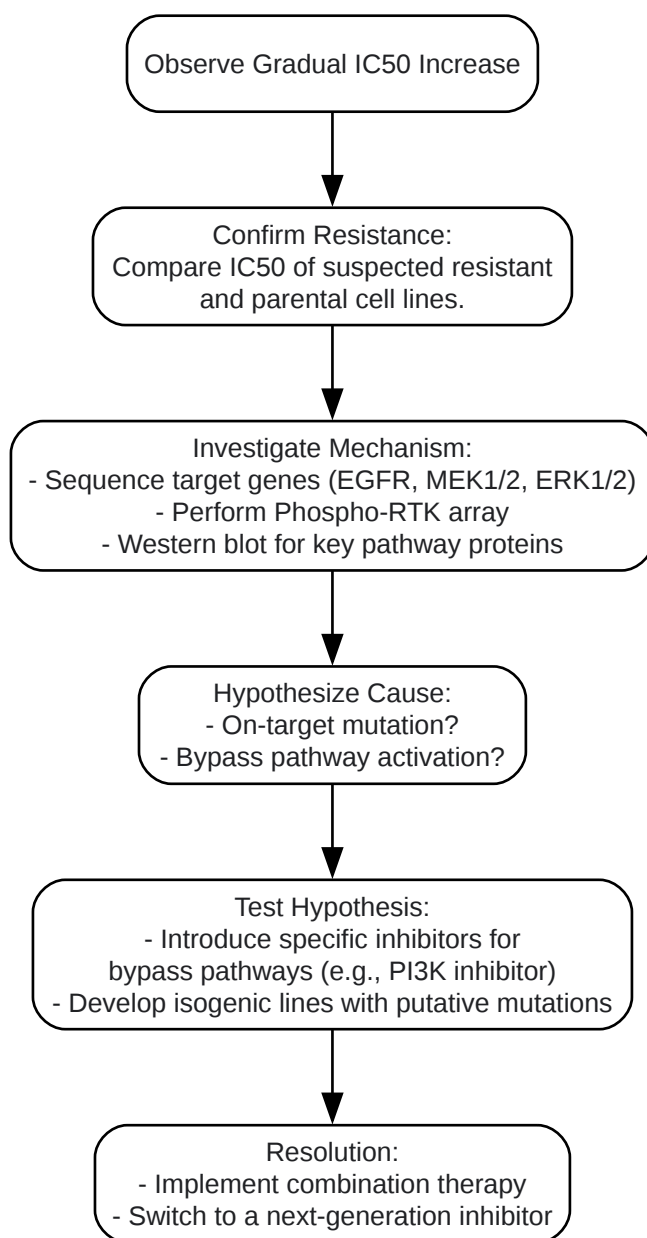 Observe Gradual IC50 Increase
Confirm Resistance:
Compare IC50 of suspected resistant
and parental cell lines.
Investigate Mechanism:
- Sequence target genes (EGFR, MEK1/2, ERK1/2)
- Perform Phospho-RTK array
- Western blot for key pathway proteins
Hypothesize Cause:
- On-target mutation?
- Bypass pathway activation?
Test Hypothesis:
- Introduce specific inhibitors for
bypass pathways (e.g., PI3K inhibitor)
- Develop isogenic lines with putative mutations
Resolution:
- Implement combination therapy
- Switch to a next-generation inhibitor